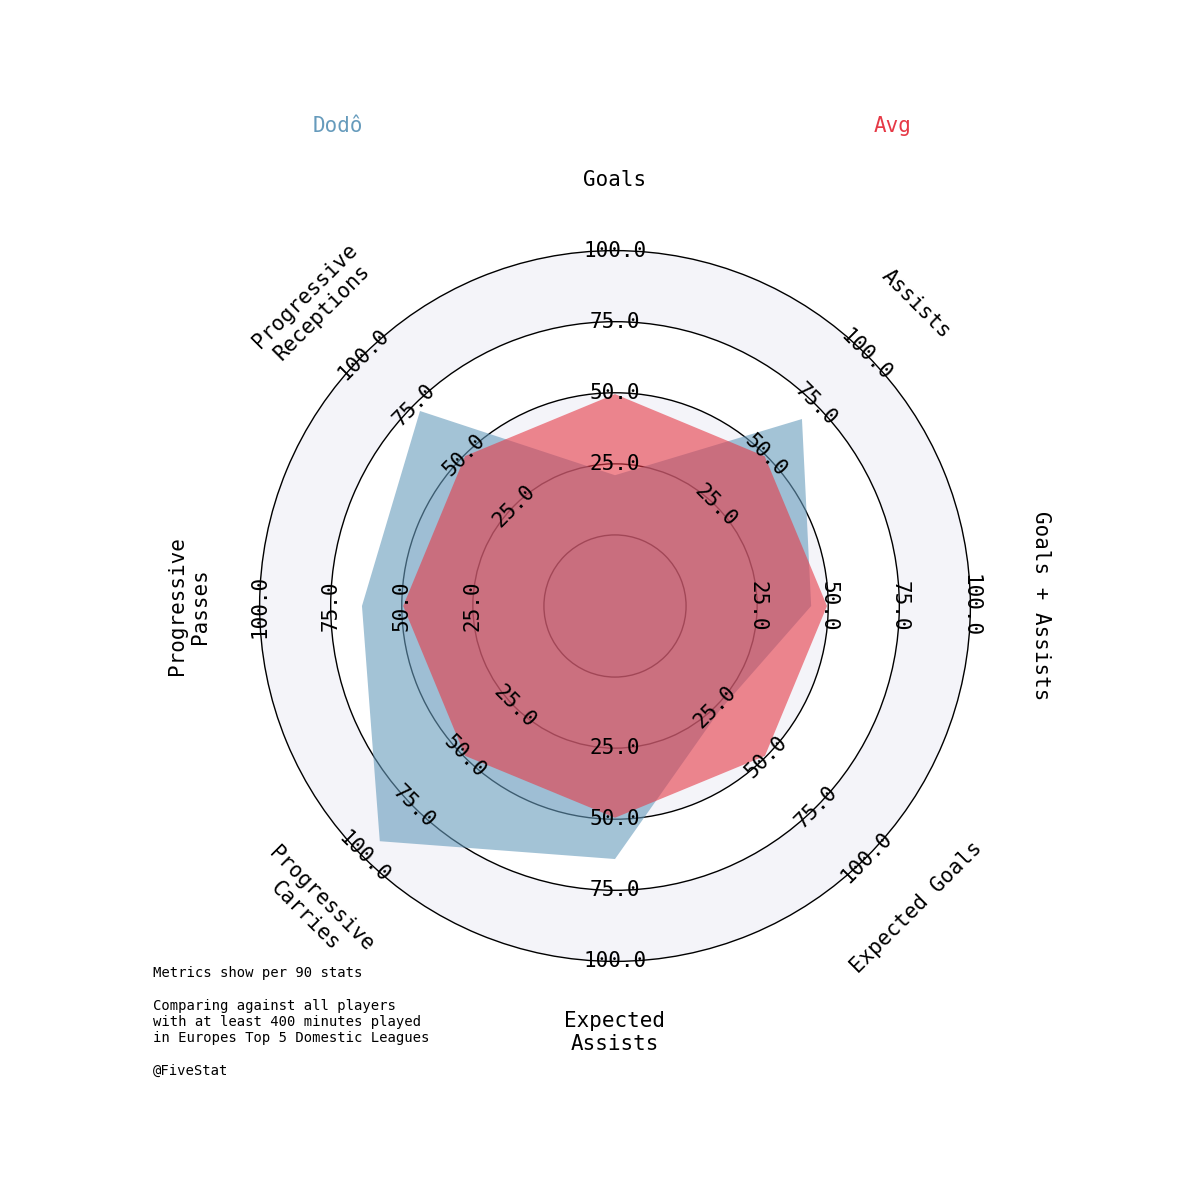 Dodô
Avg
Goals
Assists
Goals + Assists
Expected Goals
Expected
Assists
Progressive
Carries
Progressive
Passes
Progressive
Receptions
25.0
50.0
75.0
100.0
25.0
50.0
75.0
100.0
25.0
50.0
75.0
100.0
25.0
50.0
75.0
100.0
25.0
50.0
75.0
100.0
25.0
50.0
75.0
100.0
25.0
50.0
75.0
100.0
25.0
50.0
75.0
100.0
Metrics show per 90 stats
Comparing against all players
with at least 400 minutes played
in Europes Top 5 Domestic Leagues
@FiveStat